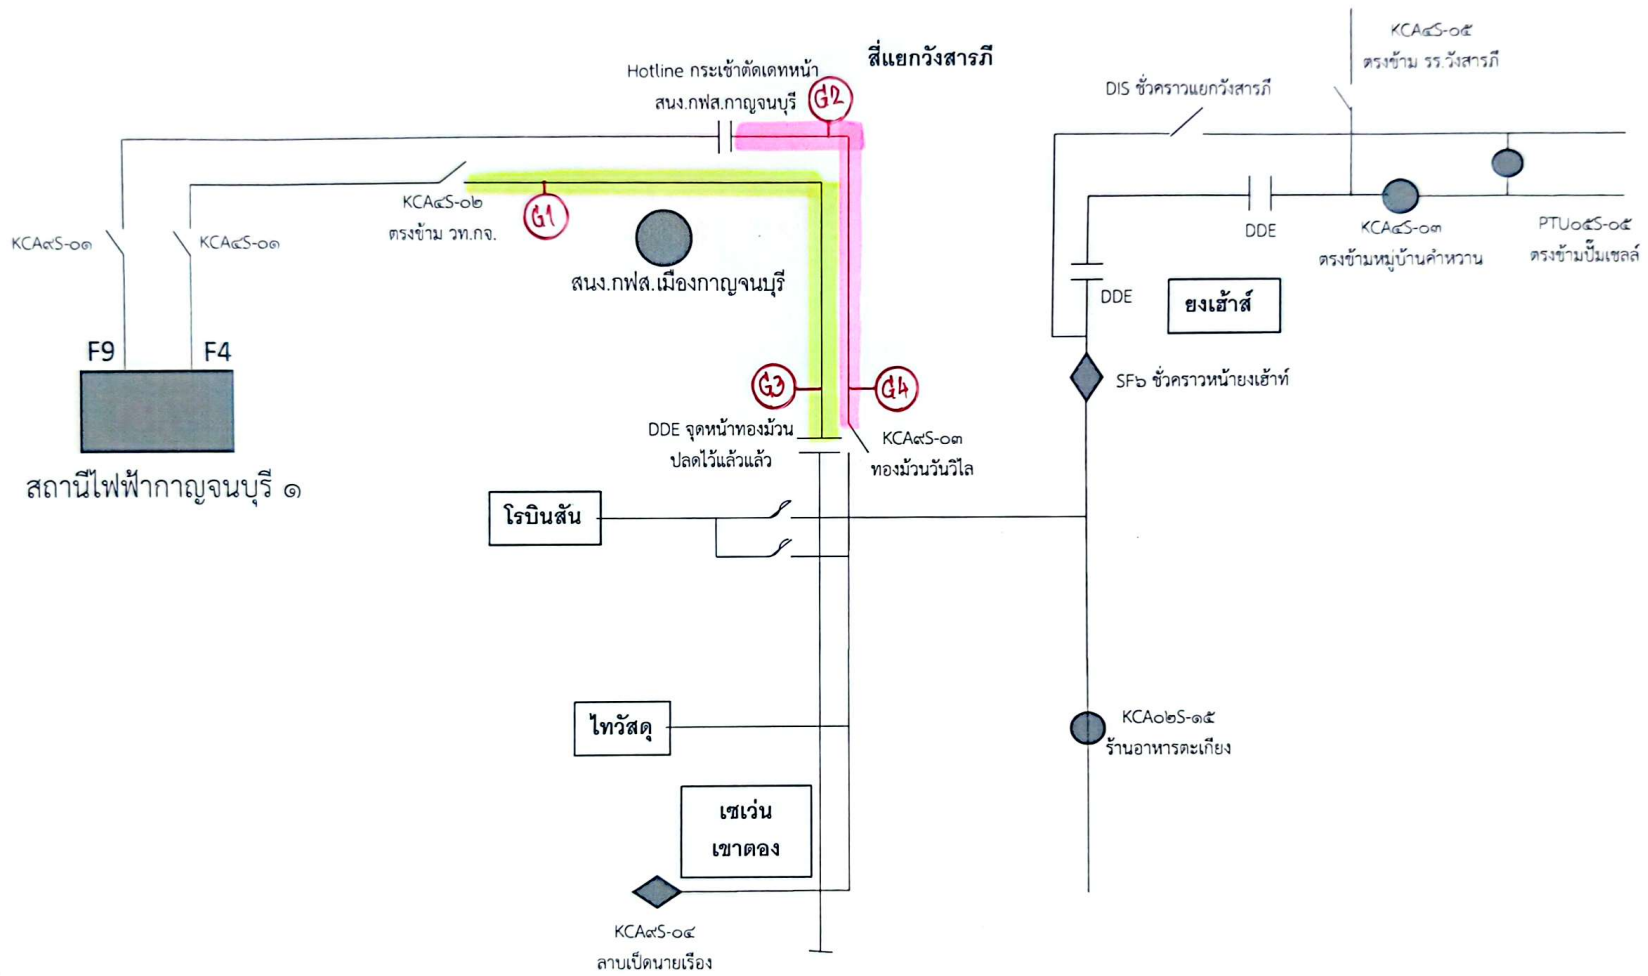 สี่แยกวังสารภี
Hotline กระเช้าตัดเดทหน้า
สนง.กฟส.กาญจนบุรี
G2
KCA๔S-๐๕
ตรงข้าม รร.วังสารภี
DIS ชั่วคราวแยกวังสารภี
KCA๔S-๐๒
ตรงข้าม วท.กจ.
G1
KCA๙S-๐๑
KCA๔S-๐๑
สนง.กฟส.เมืองกาญจนบุรี
DDE
KCA๔S-๐๓
ตรงข้ามหมู่บ้านคำหวาน
PTU๐๕S-๐๕
ตรงข้ามปั๊มเชลล์
DDE
ยงเฮ้าส์
F9
F4
สถานีไฟฟ้ากาญจนบุรี ๑
G3
G4
SF๖ ชั่วคราวหน้ายงเฮ้าท์
DDE จุดหน้าทองม้วน
ปลดไว้แล้วแล้ว
KCA๙S-๐๓
ทองม้วนวันวิไล
โรบินสัน
ไทวัสดุ
KCA๐๒S-๑๕
ร้านอาหารตะเกียง
เซเว่น
เขาตอง
KCA๙S-๐๔
ลาบเป็ดนายเรือง